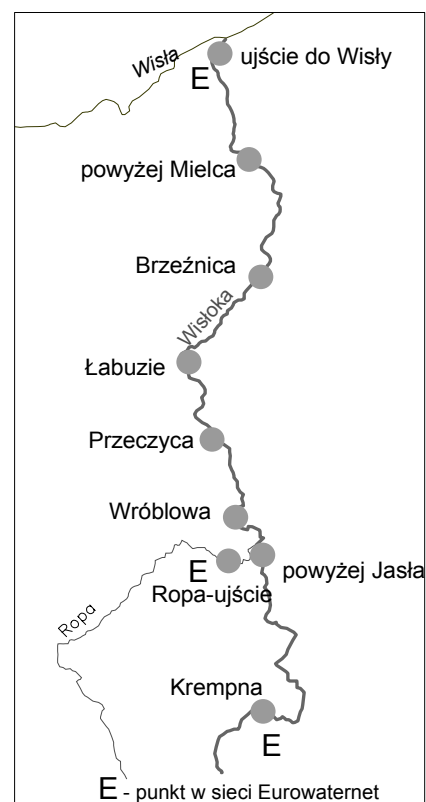 Wisła
ujście do Wisły
E
powyżej Mielca
Brzeźnica
Wisłoka
Łabuzie
Przeczyca
Wróblowa
E
powyżej Jasła
Ropa-ujście
Ropa
Krempna
E
E - punkt w sieci Eurowaternet